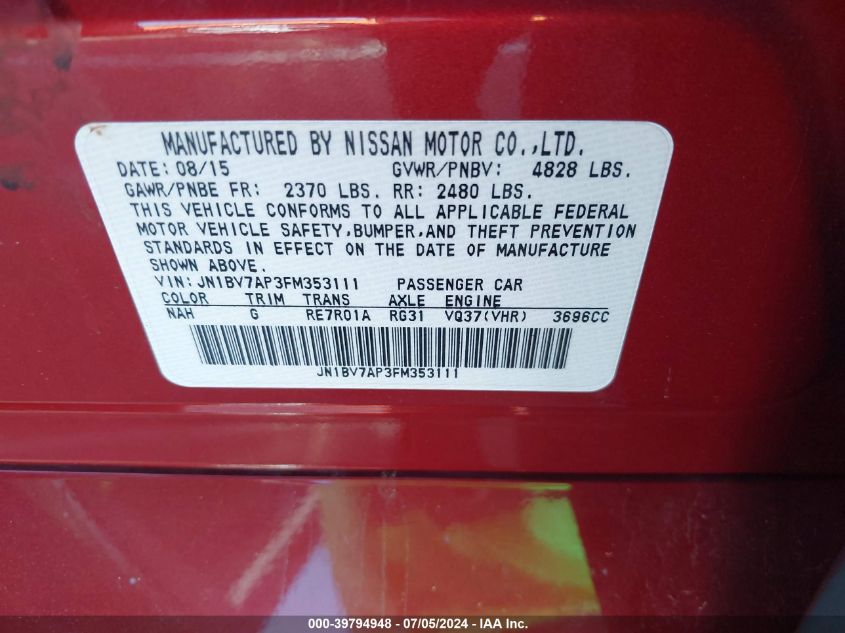 MANUFACTURED BY NISSAN MOTOR CO.,LTD.
DATE: 08/15 GVWR/PNBV: 4828 LBS.
GAWR/PNBE FR: 2370 LBS. RR: 2480 LBS.
THIS VEHICLE CONFORMS TO ALL APPLICABLE FEDERAL
MOTOR VEHICLE SAFETY,BUMPER,AND THEFT PREVENTION
STANDARDS IN EFFECT ON THE DATE OF MANUFACTURE
SHOWN ABOVE.
VIN:JN1BV7AP3FM353111 PASSENGER CAR
COLOR TRIM TRANS AXLE ENGINE
NAH G RE7R01A RG31 VQ37(VHR) 3696CC
JN1BV7AP3FM353111
000-39794948 - 07/05/2024 - IAA Inc.